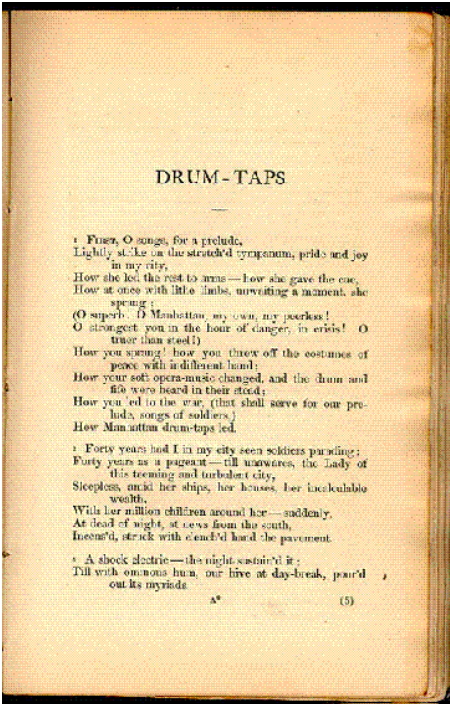 DRUM-TAPS
1 FIRST, O songs, for a prelude,
Lightly strike on the stretch'd tympanum, pride and joy
in my city,
How she led the rest to arms—how she gave the cue,
How at once with lithe limbs, unwaiting a moment, she
sprang;
(O superb! O Manhattan, my own, my peerless!
O strongest you in the hour of danger, in crisis! O
truer than steel!)
How you sprang! how you threw off the costumes of
peace with indifferent hand;
How your soft opera-music changed, and the drum and
fife were heard in their stead;
How you led to the war, (that shall serve for our pre-
lude, songs of soldiers,)
How Manhattan drum-taps led.
2 Forty years had I in my city seen soldiers parading;
Forty years as a pageant—till unawares, the Lady of
this teeming and turbulent city,
Sleepless, amid her ships, her houses, her incalculable
wealth,
With her million children around her—suddenly,
At dead of night, at news from the south,
Incens'd, struck with clench'd hand the pavement.
3 A shock electric—the night sustain'd it;
Till with ominous hum, our hive at day-break, pour'd
out its myriads.
A* (5)